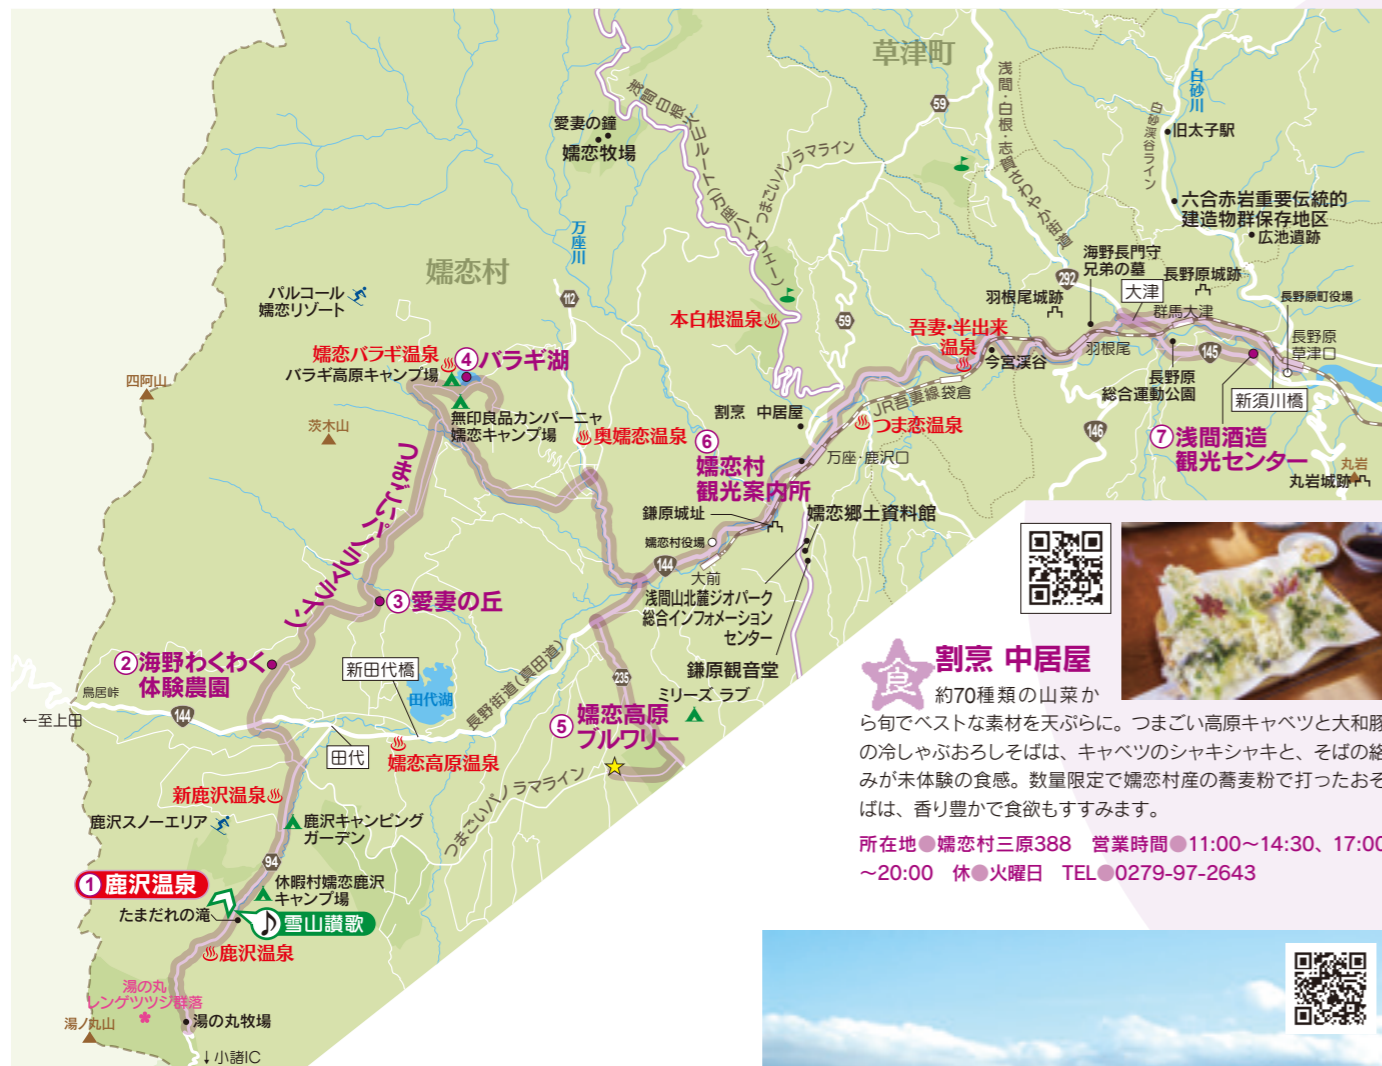 草津町
嬬恋村
愛妻の鐘
嬬恋牧場
万座川
浅間白根火山ルート(万座ハイウェー)
つまごいパノラマライン
浅間・白根・志賀さわやか街道
白砂川
白砂渓谷ライン
旧太子駅
六合赤岩重要伝統的
建造物群保存地区
広池遺跡
59
112
59
292
海野長門守
兄弟の墓
長野原城跡
大津
羽根尾城跡
群馬大津
長野原町役場
長野原
草津口
羽根尾
145
長野原
総合運動公園
新須川橋
146
⑦浅間酒造
観光センター
丸岩
丸岩城跡
パルコール
嬬恋リゾート
四阿山
茨木山
嬬恋バラギ温泉
バラギ高原キャンプ場
④バラギ湖
無印良品カンパーニャ
嬬恋キャンプ場
奥嬬恋温泉
本白根温泉
吾妻・半出来
温泉
今宮渓谷
JR吾妻線
袋倉
つま恋温泉
割烹 中居屋
万座・鹿沢口
⑥
嬬恋村
観光案内所
鎌原城址
嬬恋村役場
嬬恋郷土資料館
144
大前
浅間山北麓ジオパーク
総合インフォメーション
センター
鎌原観音堂
つまごいパノラマライン
③愛妻の丘
②海野わくわく
体験農園
新田代橋
田代湖
長野街道(真田道)
235
ミリーズ ラブ
鳥居峠
←至上田
144
田代
嬬恋高原温泉
⑤嬬恋高原
ブルワリー
つまごいパノラマライン
新鹿沢温泉
鹿沢スノーエリア
鹿沢キャンピング
ガーデン
94
①鹿沢温泉
休暇村嬬恋鹿沢
キャンプ場
たまだれの滝
雪山讃歌
鹿沢温泉
湯の丸
レンゲツツジ群落
湯ノ丸山
湯の丸牧場
↓小諸IC
食
割烹 中居屋
約70種類の山菜か
ら旬でベストな素材を天ぷらに。つまごい高原キャベツと大和豚
の冷しゃぶおろしそばは、キャベツのシャキシャキと、そばの絡
みが未体験の食感。数量限定で嬬恋村産の蕎麦粉で打ったおそ
ばは、香り豊かで食欲もすすみます。
所在地●嬬恋村三原388 営業時間●11:00〜14:30、17:00
〜20:00 休●火曜日 TEL●0279-97-2643